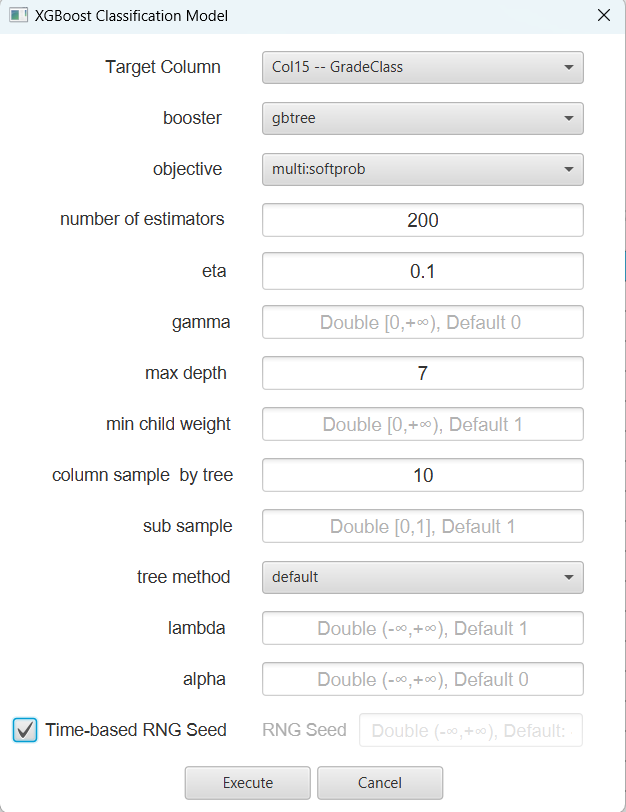 XGBoost Classification Model
Target Column Col15 -- GradeClass
booster gbtree
objective multi:softprob
number of estimators 200
eta 0.1
gamma Double [0,+∞), Default 0
max depth 7
min child weight Double [0,+∞), Default 1
column sample by tree 10
sub sample Double [0,1], Default 1
tree method default
lambda Double (-∞,+∞), Default 1
alpha Double (-∞,+∞), Default 0
Time-based RNG Seed RNG Seed Double (-∞,+∞), Default:
Execute Cancel